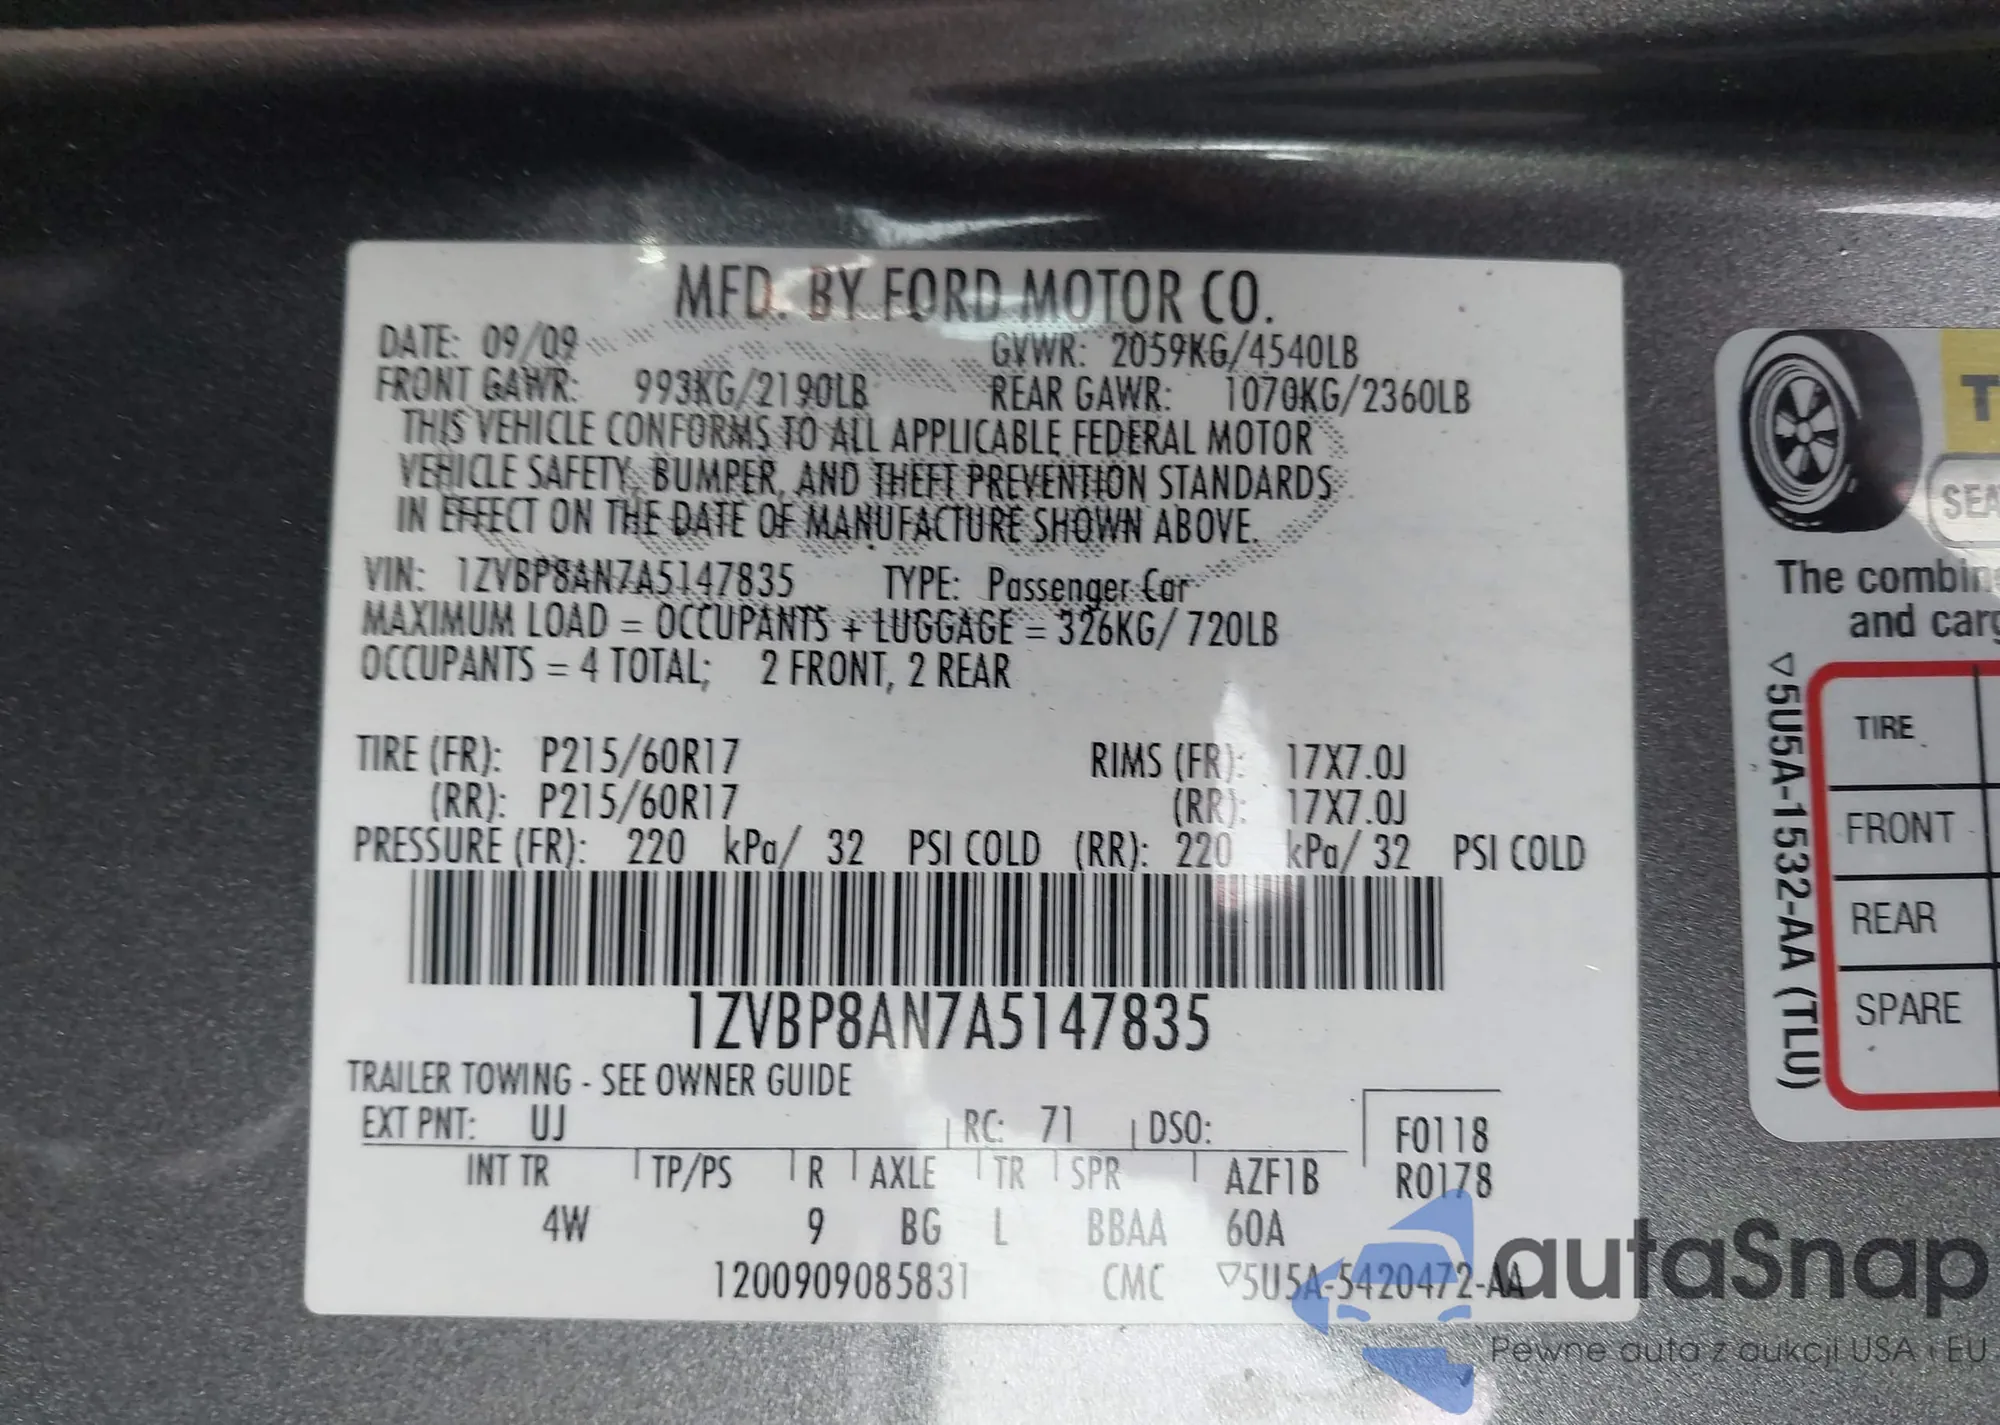 MFD. BY FORD MOTOR CO.
DATE: 09/09 GVWR: 2059KG/4540LB
FRONT GAWR: 993KG/2190LB REAR GAWR: 1070KG/2360LB
THIS VEHICLE CONFORMS TO ALL APPLICABLE FEDERAL MOTOR
VEHICLE SAFETY, BUMPER, AND THEFT PREVENTION STANDARDS
IN EFFECT ON THE DATE OF MANUFACTURE SHOWN ABOVE.
VIN: 1ZVBP8AN7A5147835 TYPE: Passenger Car
MAXIMUM LOAD = OCCUPANTS + LUGGAGE = 326KG/ 720LB
OCCUPANTS = 4 TOTAL; 2 FRONT, 2 REAR
TIRE (FR): P215/60R17 RIMS (FR): 17X7.0J
(RR): P215/60R17 (RR): 17X7.0J
PRESSURE (FR): 220 kPa/ 32 PSI COLD (RR): 220 kPa/ 32 PSI COLD
1ZVBP8AN7A5147835
TRAILER TOWING - SEE OWNER GUIDE
EXT PNT: UJ RC: 71 DSO: F0118
INT TR TP/PS R AXLE TR SPR AZF1B R0178
4W 9 BG L BBAA 60A
1200909085831 CMC ▽5U5A-5420472-AA
T
SEA
The combin
and carg
▽5U5A-1532-AA (TLU)
TIRE
FRONT
REAR
SPARE
autaSnap
Pewne auta z aukcji USA i EU